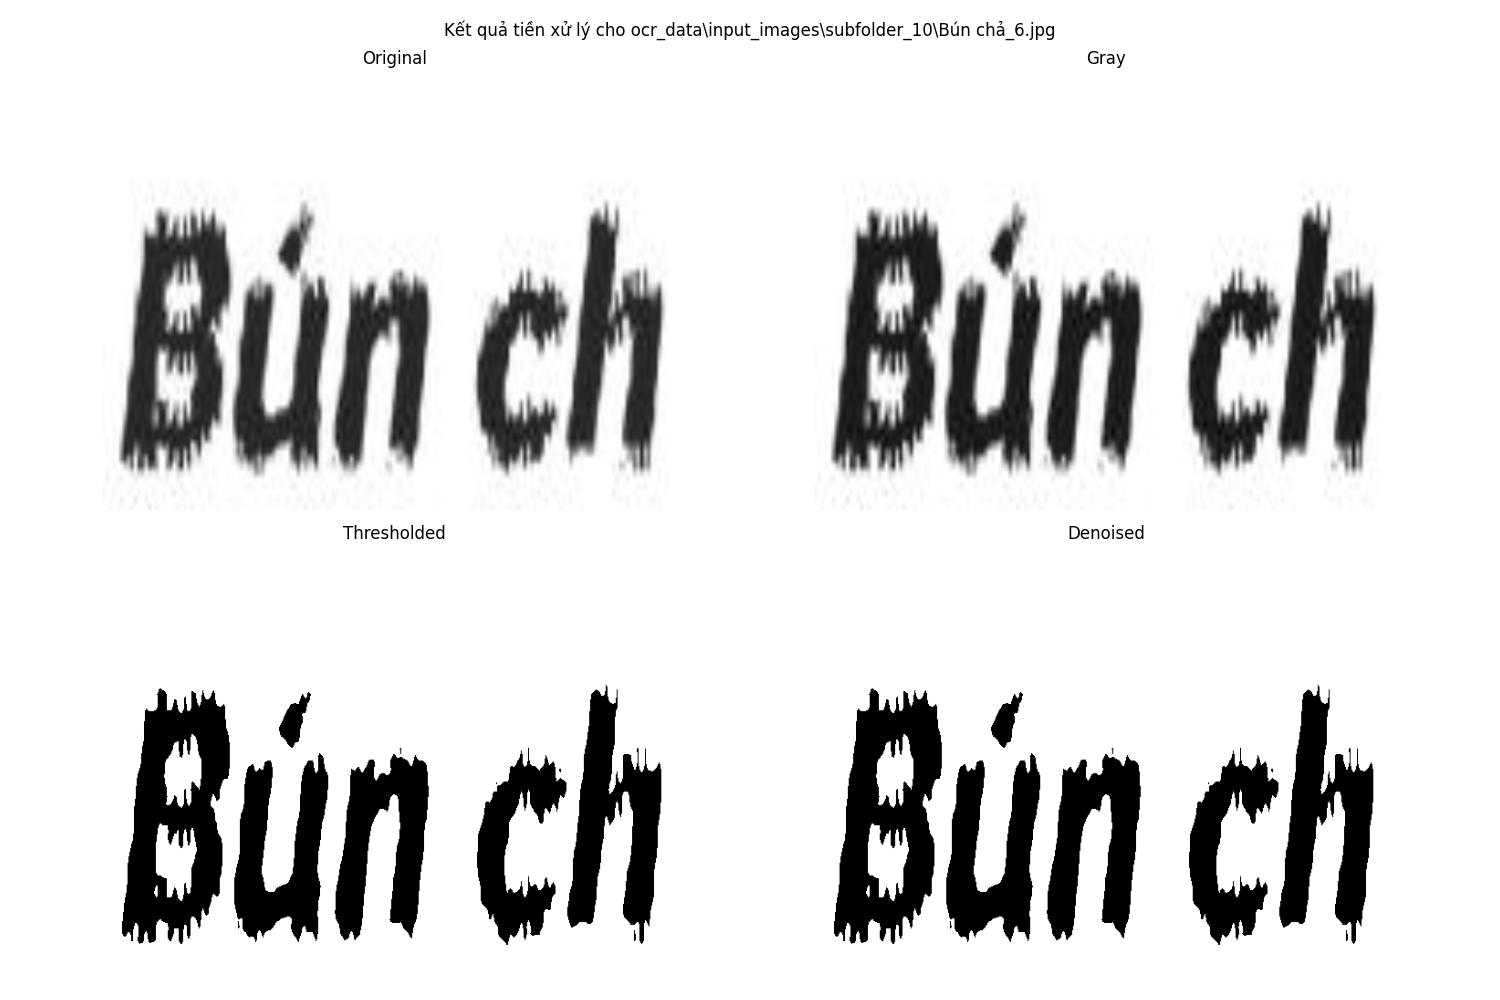 Kết quả tiền xử lý cho ocr_data\input_images\subfolder_10\Bún chả_6.jpg
Original
Gray
Bún ch
Bún ch
Thresholded
Denoised
Bún ch
Bún ch